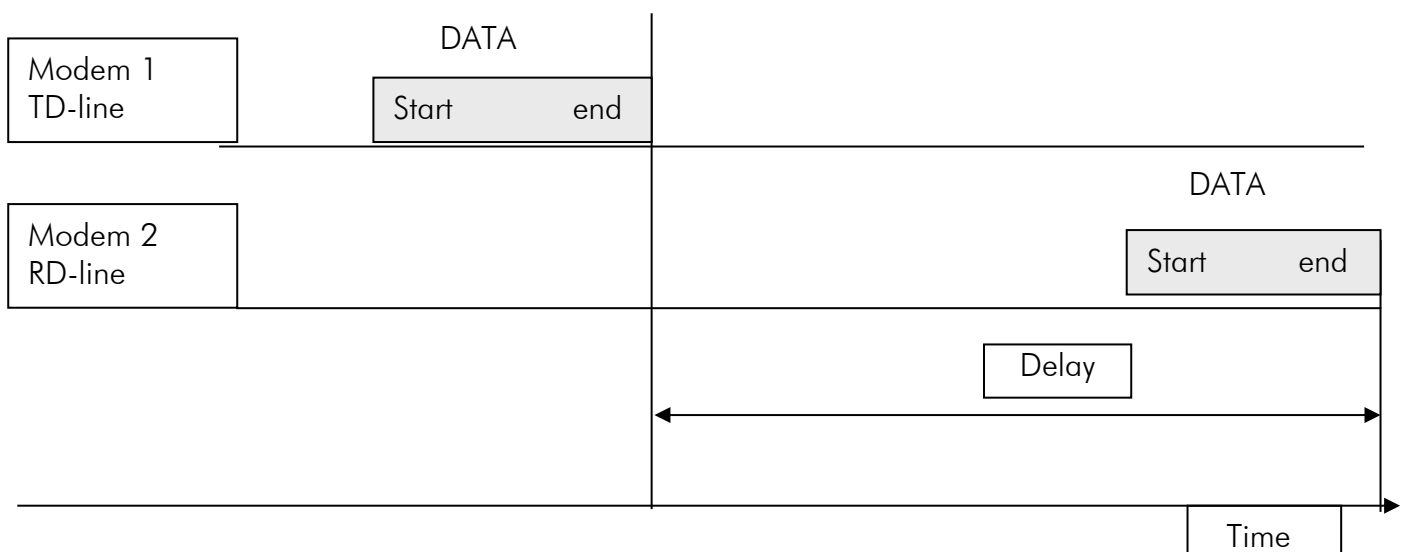 DATA
Modem 1
TD-line
Start end
DATA
Modem 2
RD-line
Start end
Delay
Time